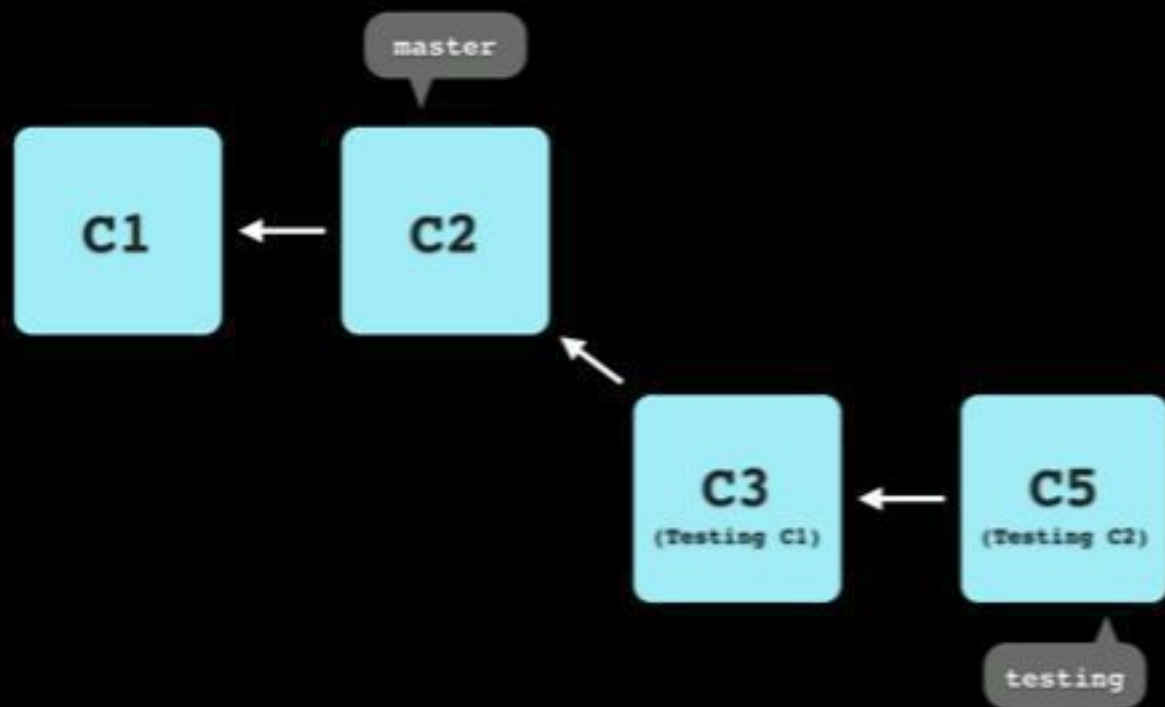 master
C1
C2
C3
(Testing C1)
C5
(Testing C2)
testing